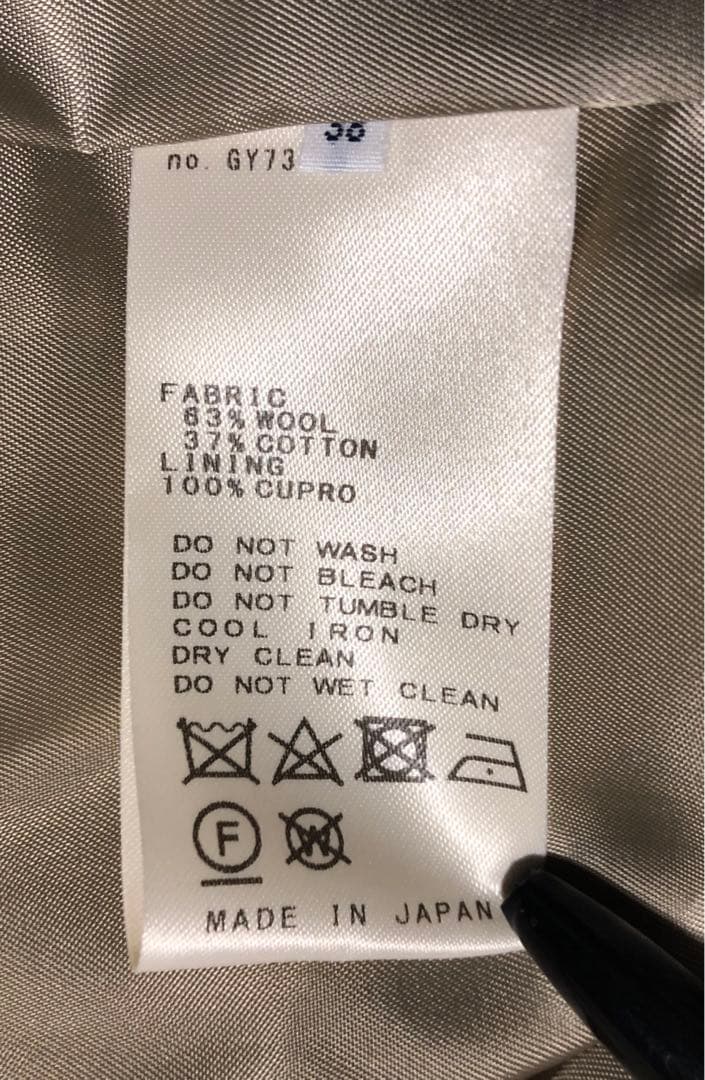 no. GY73
FABRIC
63% WOOL
37% COTTON
LINING
100% CUPRO
DO NOT WASH
DO NOT BLEACH
DO NOT TUMBLE DRY
COOL IRON
DRY CLEAN
DO NOT WET CLEAN
F W
MADE IN JAPAN